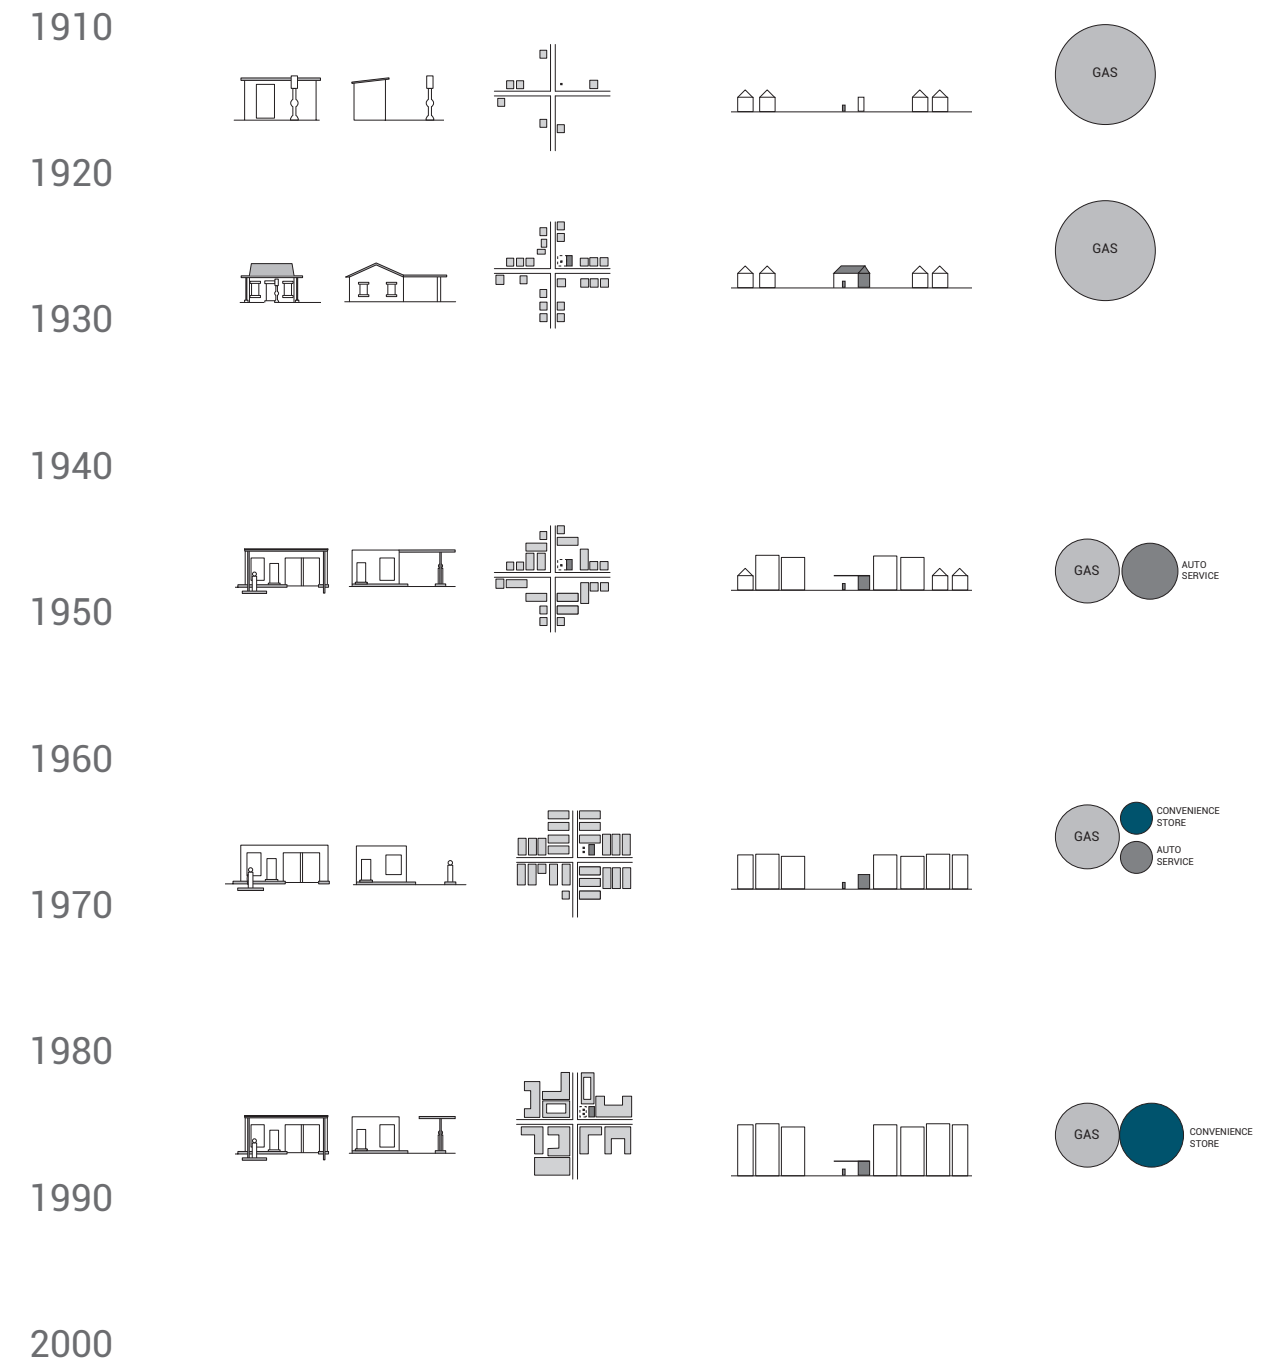 1910
GAS
1920
GAS
1930
1940
GAS
AUTO
SERVICE
1950
1960
GAS
CONVENIENCE
STORE
AUTO
SERVICE
1970
1980
GAS
CONVENIENCE
STORE
1990
2000